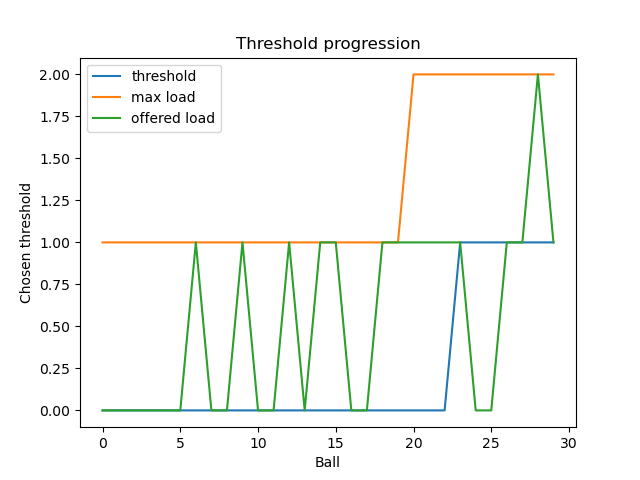 Threshold progression
threshold
max load
offered load
Chosen threshold
2.00
1.75
1.50
1.25
1.00
0.75
0.50
0.25
0.00
0 5 10 15 20 25 30
Ball